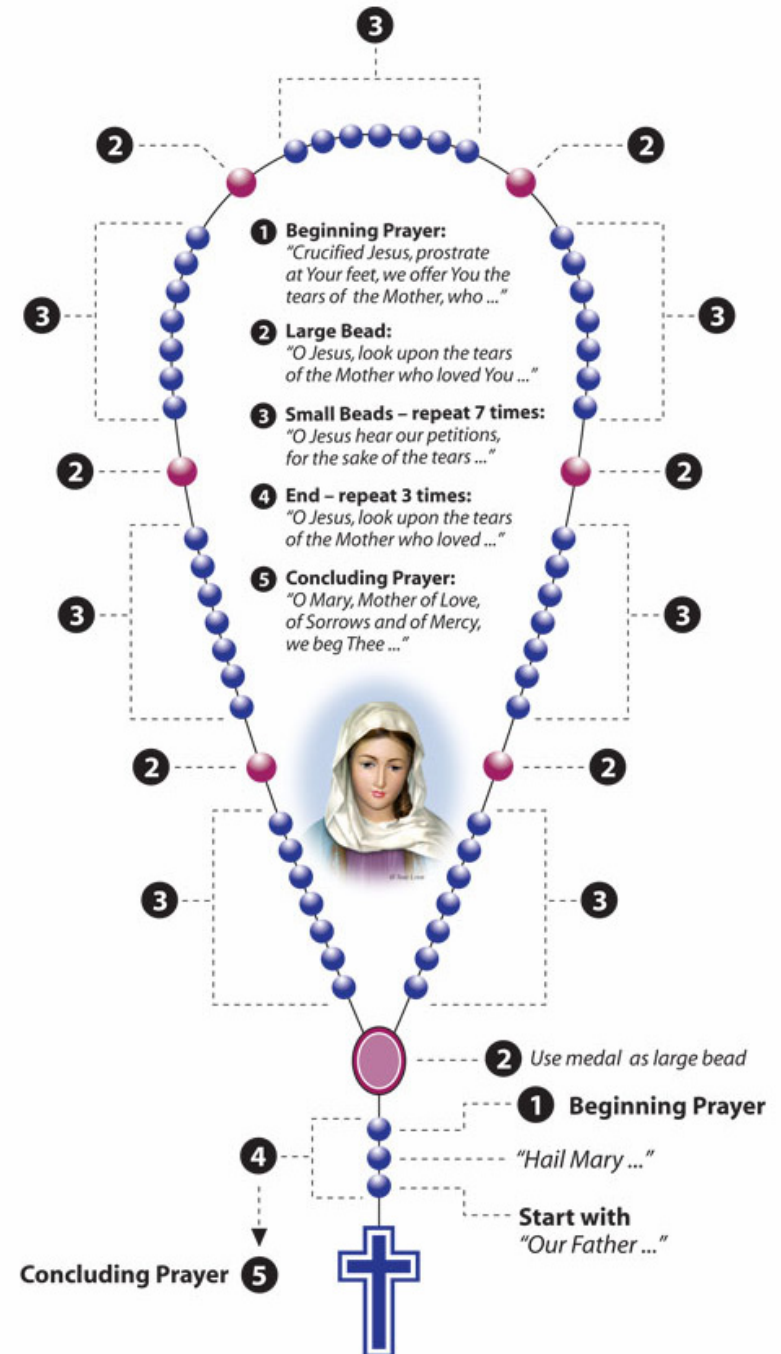 3
2
2
1 Beginning Prayer:
“Crucified Jesus, prostrate
at Your feet, we offer You the
tears of the Mother, who ...”
3
3
2 Large Bead:
“O Jesus, look upon the tears
of the Mother who loved You ...”
3 Small Beads – repeat 7 times:
“O Jesus hear our petitions,
for the sake of the tears ...”
2
2
4 End – repeat 3 times:
“O Jesus, look upon the tears
of the Mother who loved ...”
5 Concluding Prayer:
“O Mary, Mother of Love,
of Sorrows and of Mercy,
we beg Thee ...”
3
3
2
2
3
3
2 Use medal as large bead
1 Beginning Prayer
4
“Hail Mary ...”
Start with
“Our Father ...”
Concluding Prayer 5